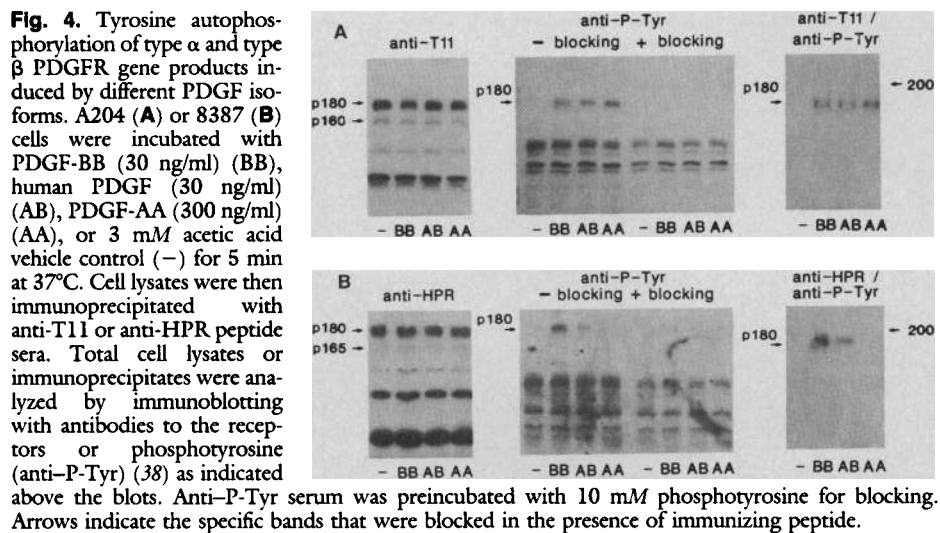 Fig. 4. Tyrosine autophos-
phorylation of type α and type
β PDGFR gene products in-
duced by different PDGF iso-
forms. A204 (A) or 8387 (B)
cells were incubated with
PDGF-BB (30 ng/ml) (BB),
human PDGF (30 ng/ml)
(AB), PDGF-AA (300 ng/ml)
(AA), or 3 mM acetic acid
vehicle control (−) for 5 min
at 37°C. Cell lysates were then
immunoprecipitated with
anti-T11 or anti-HPR peptide
sera. Total cell lysates or
immunoprecipitates were ana-
lyzed by immunoblotting
with antibodies to the recep-
tors or phosphotyrosine
(anti–P-Tyr) (38) as indicated
above the blots. Anti–P-Tyr serum was preincubated with 10 mM phosphotyrosine for blocking.
Arrows indicate the specific bands that were blocked in the presence of immunizing peptide.
A
anti-T11
p180
p160
− BB AB AA
anti-P-Tyr
− blocking + blocking
p180
− BB AB AA − BB AB AA
anti-T11 /
anti-P-Tyr
p180
200
− BB AB AA
B
anti-HPR
p180
p165
− BB AB AA
anti-P-Tyr
− blocking + blocking
p180
− BB AB AA − BB AB AA
anti-HPR /
anti-P-Tyr
p180
200
− BB AB AA